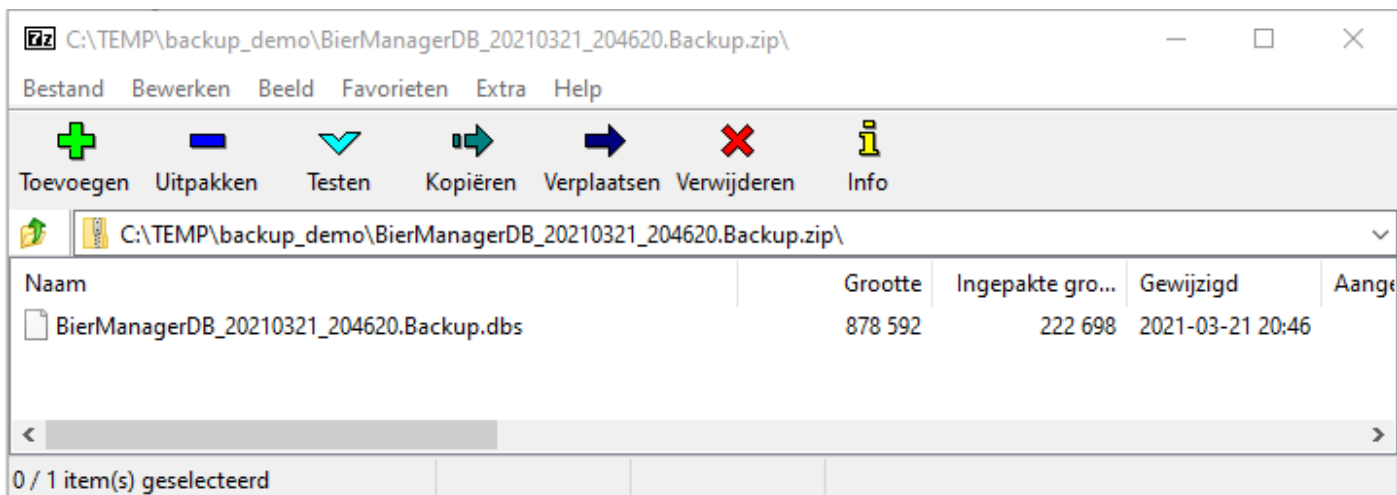 7z C:\TEMP\backup_demo\BierManagerDB_20210321_204620.Backup.zip\
Bestand Bewerken Beeld Favorieten Extra Help
Toevoegen Uitpakken Testen Kopiëren Verplaatsen Verwijderen Info
C:\TEMP\backup_demo\BierManagerDB_20210321_204620.Backup.zip\
Naam Grootte Ingepakte gro... Gewijzigd Aange
BierManagerDB_20210321_204620.Backup.dbs 878 592 222 698 2021-03-21 20:46
0 / 1 item(s) geselecteerd